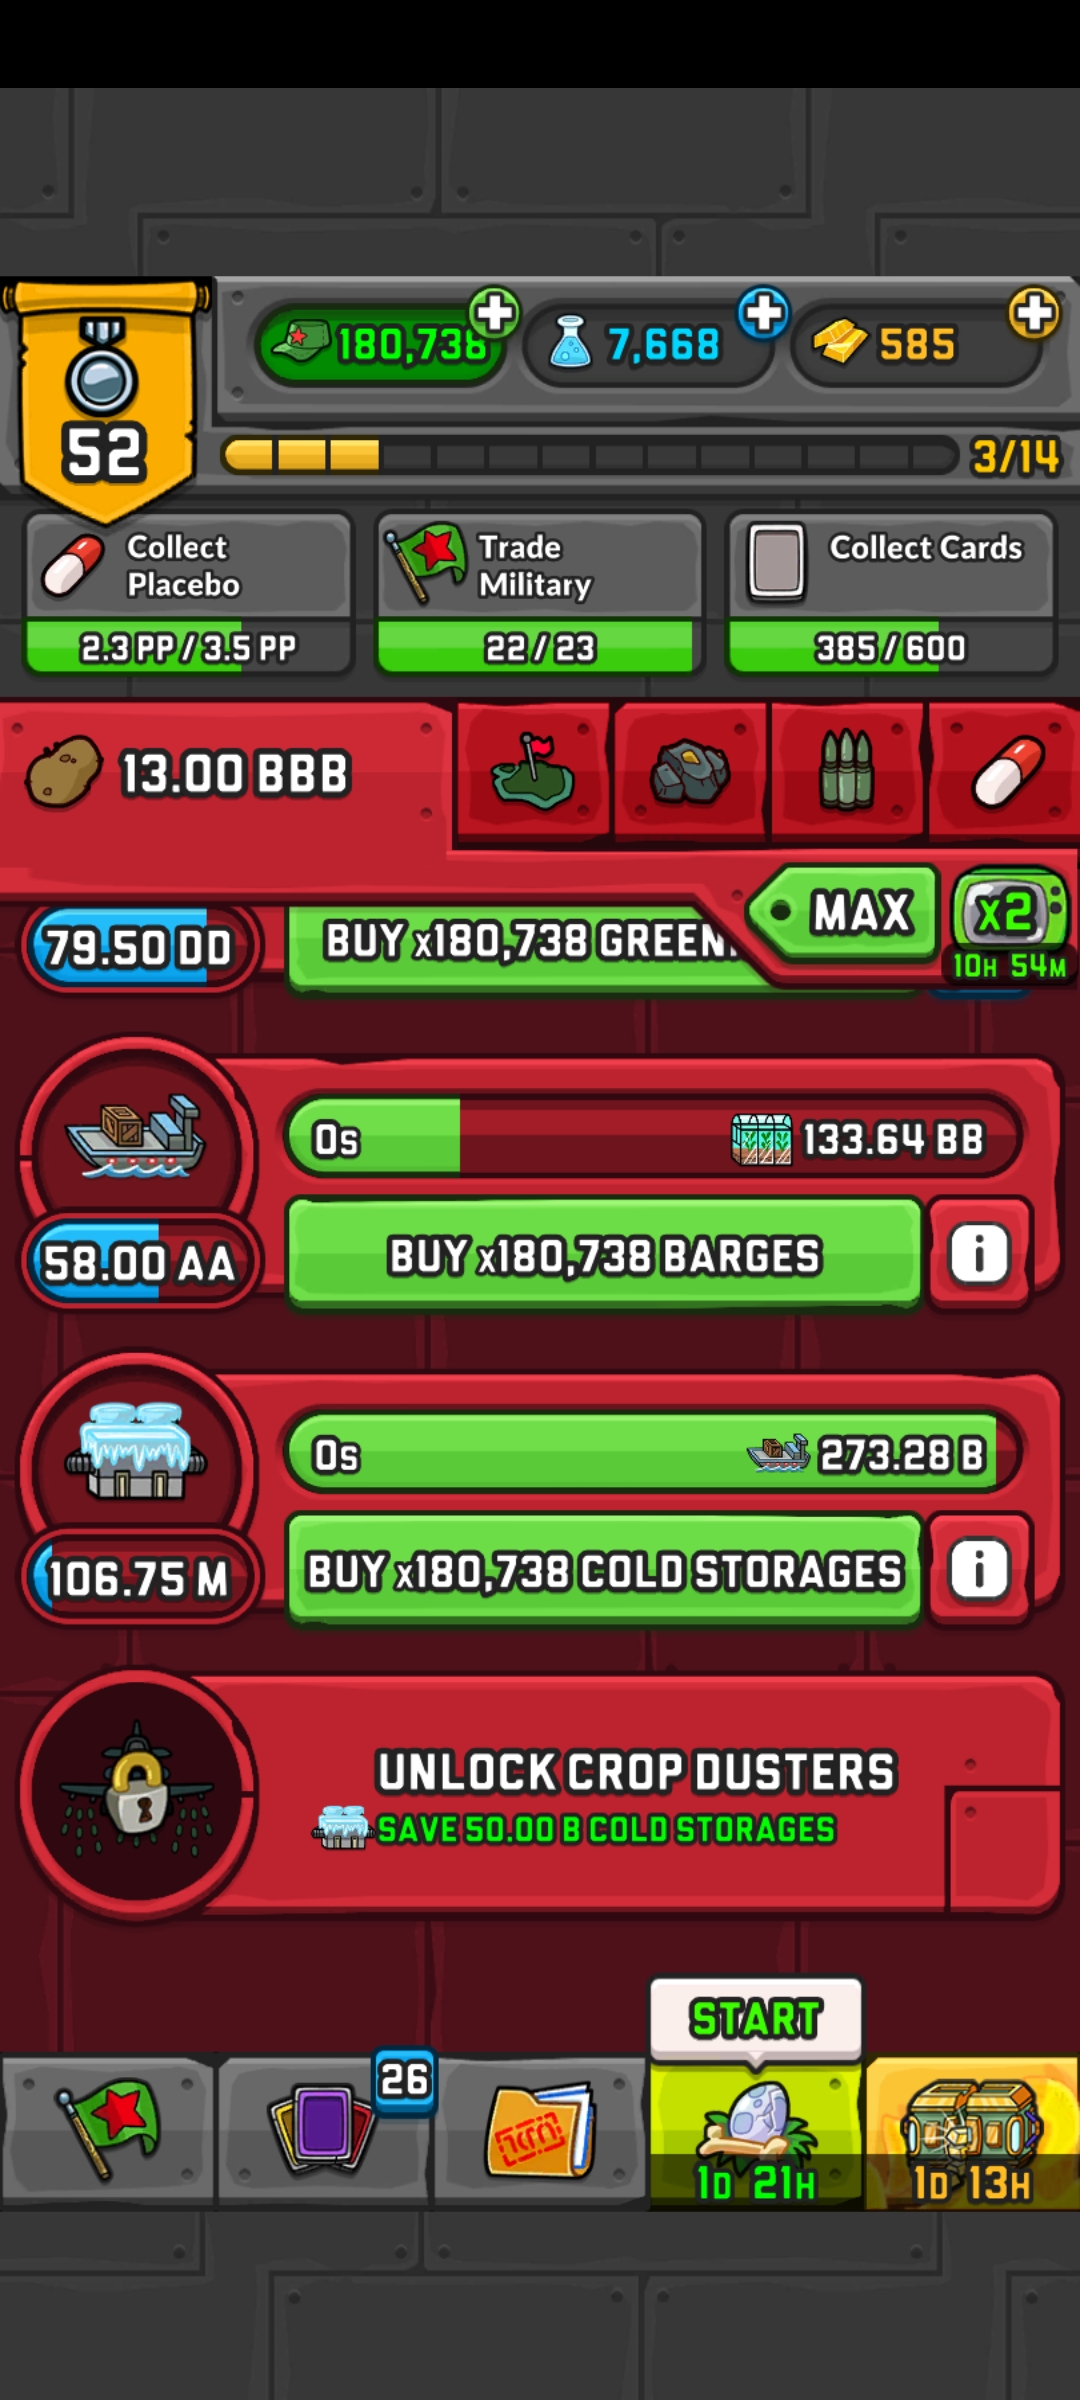 180,738
7,668
585
52
3/14
Collect
Placebo
2.3 PP / 3.5 PP
Trade
Military
22 / 23
Collect Cards
385 / 600
13.00 BBB
MAX
x2
10H 54M
79.50 DD
BUY x180,738 GREEN
0s
133.64 BB
58.00 AA
BUY x180,738 BARGES
i
0s
273.28 B
106.75 M
BUY x180,738 COLD STORAGES
i
UNLOCK CROP DUSTERS
SAVE 50.00 B COLD STORAGES
START
26
1D 21H
1D 13H